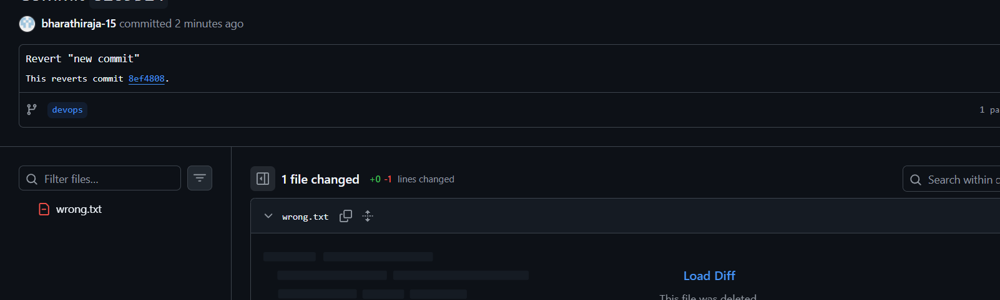 bharathiraja-15 committed 2 minutes ago
Revert "new commit"
This reverts commit 8ef4808.
devops
1 pa
Filter files...
1 file changed +0 -1 lines changed
Search within
wrong.txt
wrong.txt
Load Diff
This file was deleted